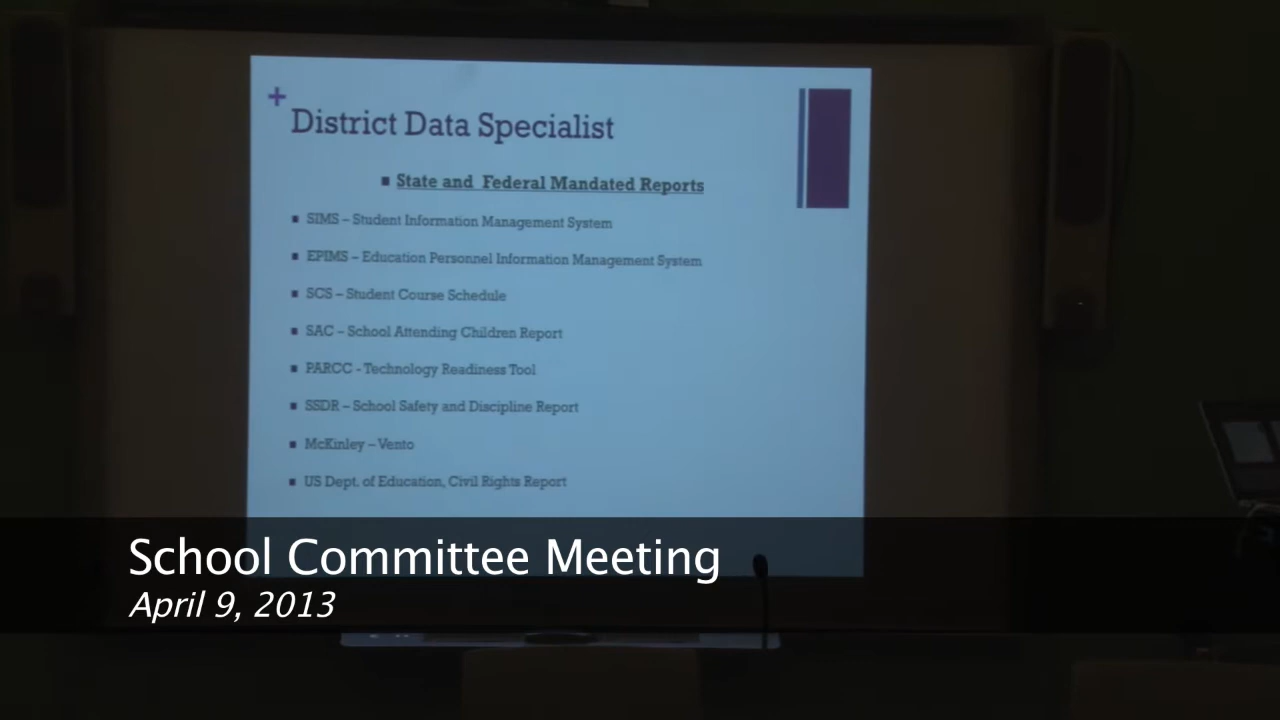 +
District Data Specialist
▪ State and Federal Mandated Reports
▪ SIMS – Student Information Management System
▪ EPIMS – Education Personnel Information Management System
▪ SCS – Student Course Schedule
▪ SAC – School Attending Children Report
▪ PARCC - Technology Readiness Tool
▪ SSDR – School Safety and Discipline Report
▪ McKinley – Vento
▪ US Dept. of Education, Civil Rights Report
School Committee Meeting
April 9, 2013